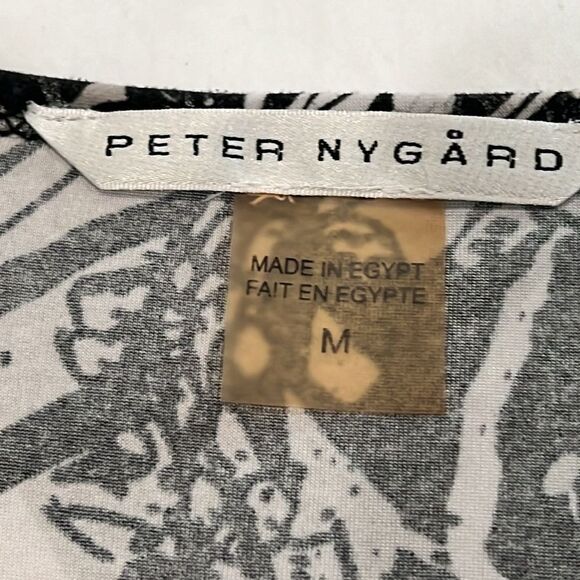 PETER NYGÅRD
MADE IN EGYPT
FAIT EN EGYPTE
M